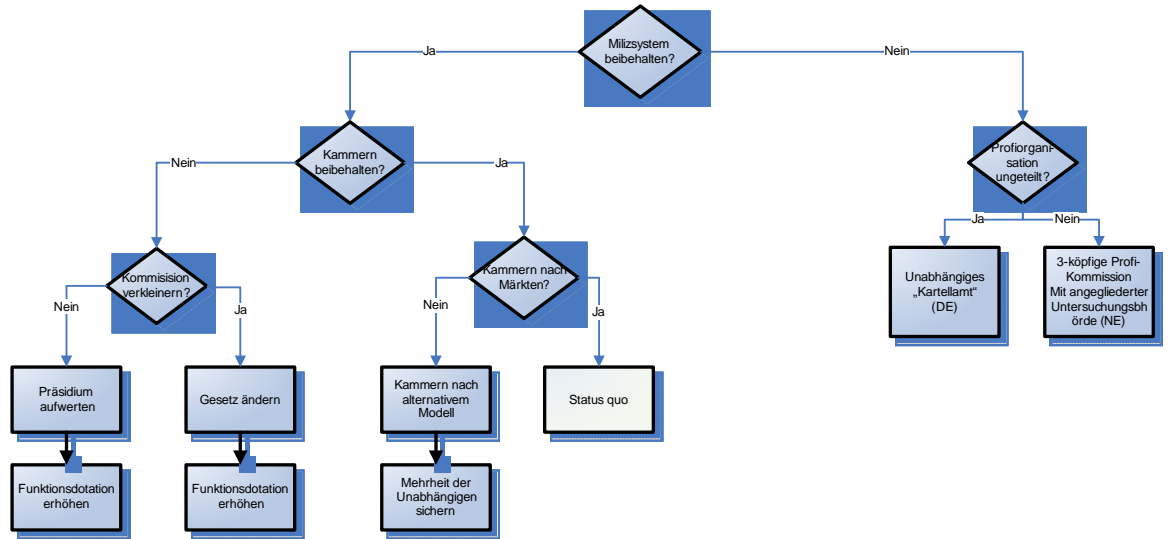 Milizsystem
beibehalten?
Ja
Nein
Kammern
beibehalten?
Nein
Ja
Profiorgani-
sation
ungeteilt?
Ja
Nein
Kommisision
verkleinern?
Nein
Ja
Kammern nach
Märkten?
Nein
Ja
Unabhängiges
„Kartellamt“
(DE)
3-köpfige Profi-
Kommission
Mit angegliederter
Untersuchungsbh
örde (NE)
Präsidium
aufwerten
Gesetz ändern
Kammern nach
alternativem
Modell
Status quo
Funktionsdotation
erhöhen
Funktionsdotation
erhöhen
Mehrheit der
Unabhängigen
sichern